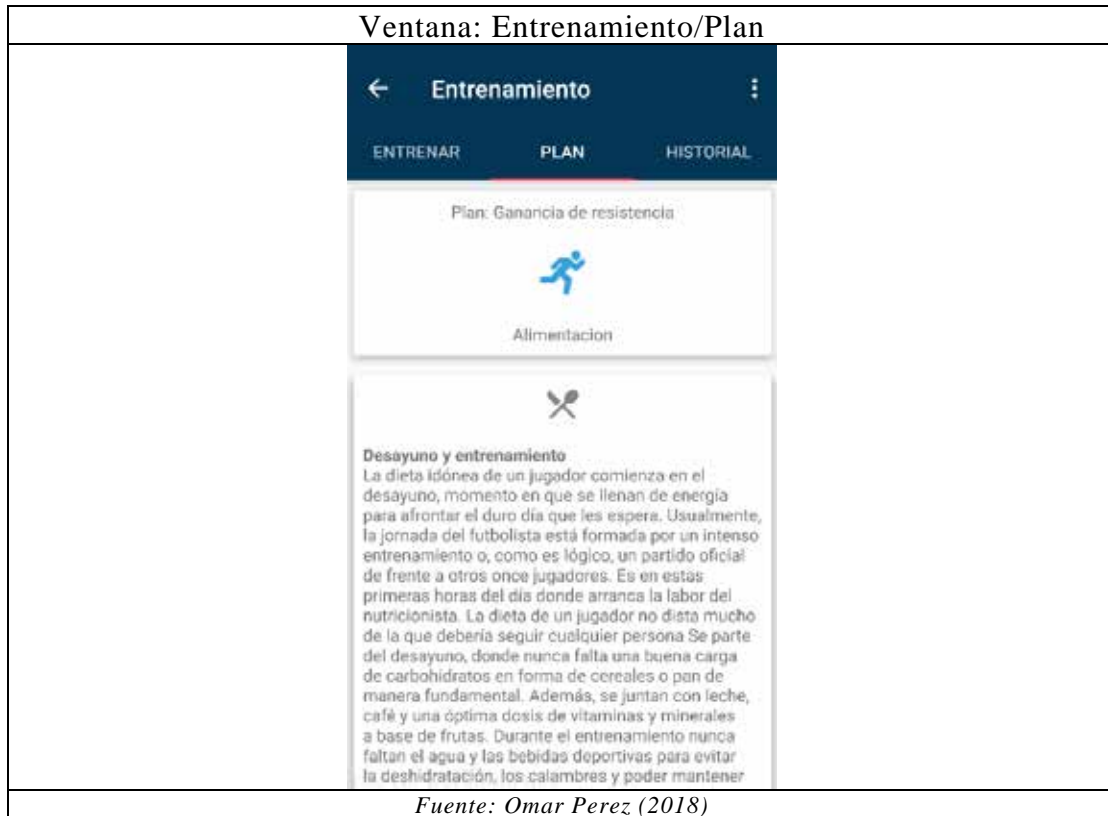 Ventana: Entrenamiento/Plan
Entrenamiento
ENTRENAR PLAN HISTORIAL
Plan: Ganancia de resistencia
Alimentacion
Desayuno y entrenamiento
La dieta idónea de un jugador comienza en el
desayuno, momento en que se llenan de energía
para afrontar el duro día que les espera. Usualmente,
la jornada del futbolista está formada por un intenso
entrenamiento o, como es lógico, un partido oficial
de frente a otros once jugadores. Es en estas
primeras horas del día donde arranca la labor del
nutricionista. La dieta de un jugador no dista mucho
de la que debería seguir cualquier persona Se parte
del desayuno, donde nunca falta una buena carga
de carbohidratos en forma de cereales o pan de
manera fundamental. Además, se juntan con leche,
café y una óptima dosis de vitaminas y minerales
a base de frutas. Durante el entrenamiento nunca
faltan el agua y las bebidas deportivas para evitar
la deshidratación, los calambres y poder mantener
Fuente: Omar Perez (2018)